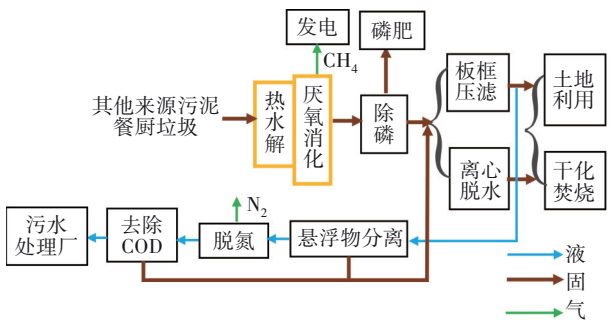 发电
磷肥
CH₄
其他来源污泥
餐厨垃圾
热水解
厌氧消化
除磷
板框
压滤
土地
利用
离心
脱水
干化
焚烧
N₂
污水
处理厂
去除
COD
脱氮
悬浮物分离
液
固
气